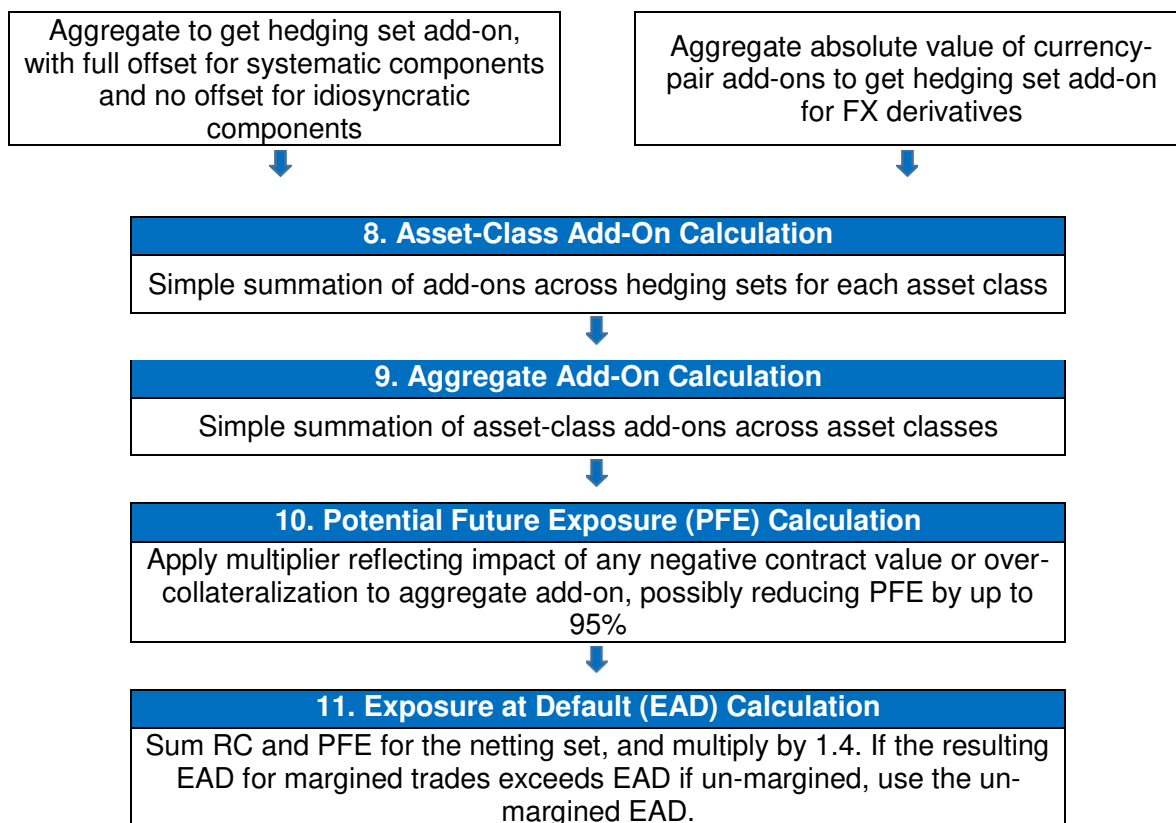 Aggregate to get hedging set add-on,
with full offset for systematic components
and no offset for idiosyncratic
components
Aggregate absolute value of currency-
pair add-ons to get hedging set add-on
for FX derivatives
8. Asset-Class Add-On Calculation
Simple summation of add-ons across hedging sets for each asset class
9. Aggregate Add-On Calculation
Simple summation of asset-class add-ons across asset classes
10. Potential Future Exposure (PFE) Calculation
Apply multiplier reflecting impact of any negative contract value or over-
collateralization to aggregate add-on, possibly reducing PFE by up to
95%
11. Exposure at Default (EAD) Calculation
Sum RC and PFE for the netting set, and multiply by 1.4. If the resulting
EAD for margined trades exceeds EAD if un-margined, use the un-
margined EAD.